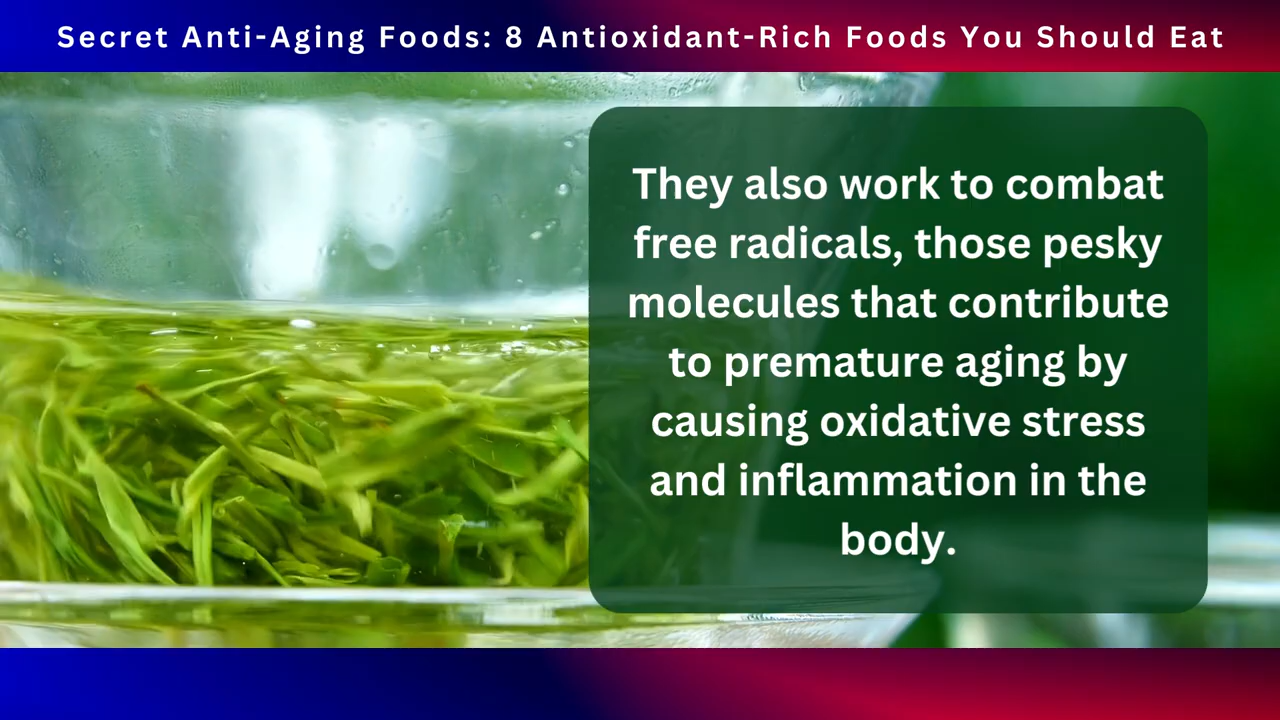 Secret Anti-Aging Foods: 8 Antioxidant-Rich Foods You Should Eat
They also work to combat
free radicals, those pesky
molecules that contribute
to premature aging by
causing oxidative stress
and inflammation in the
body.